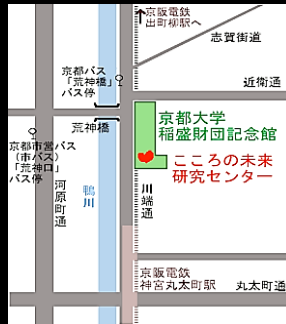 ↑京阪電鉄
出町柳駅へ
志賀街道
京都バス
「荒神橋」
バス停
近衛通
荒神橋
京都大学
稲盛財団記念館
こころの未来
研究センター
京都市営バス
(市バス)
「荒神口」
バス停
河原町通
鴨川
川端通
京阪電鉄
神宮丸太町駅
丸太町通